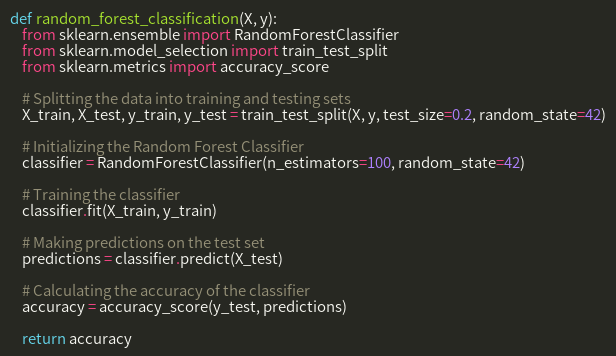 def random_forest_classification(X, y):
    from sklearn.ensemble import RandomForestClassifier
    from sklearn.model_selection import train_test_split
    from sklearn.metrics import accuracy_score

    # Splitting the data into training and testing sets
    X_train, X_test, y_train, y_test = train_test_split(X, y, test_size=0.2, random_state=42)

    # Initializing the Random Forest Classifier
    classifier = RandomForestClassifier(n_estimators=100, random_state=42)

    # Training the classifier
    classifier.fit(X_train, y_train)

    # Making predictions on the test set
    predictions = classifier.predict(X_test)

    # Calculating the accuracy of the classifier
    accuracy = accuracy_score(y_test, predictions)

    return accuracy